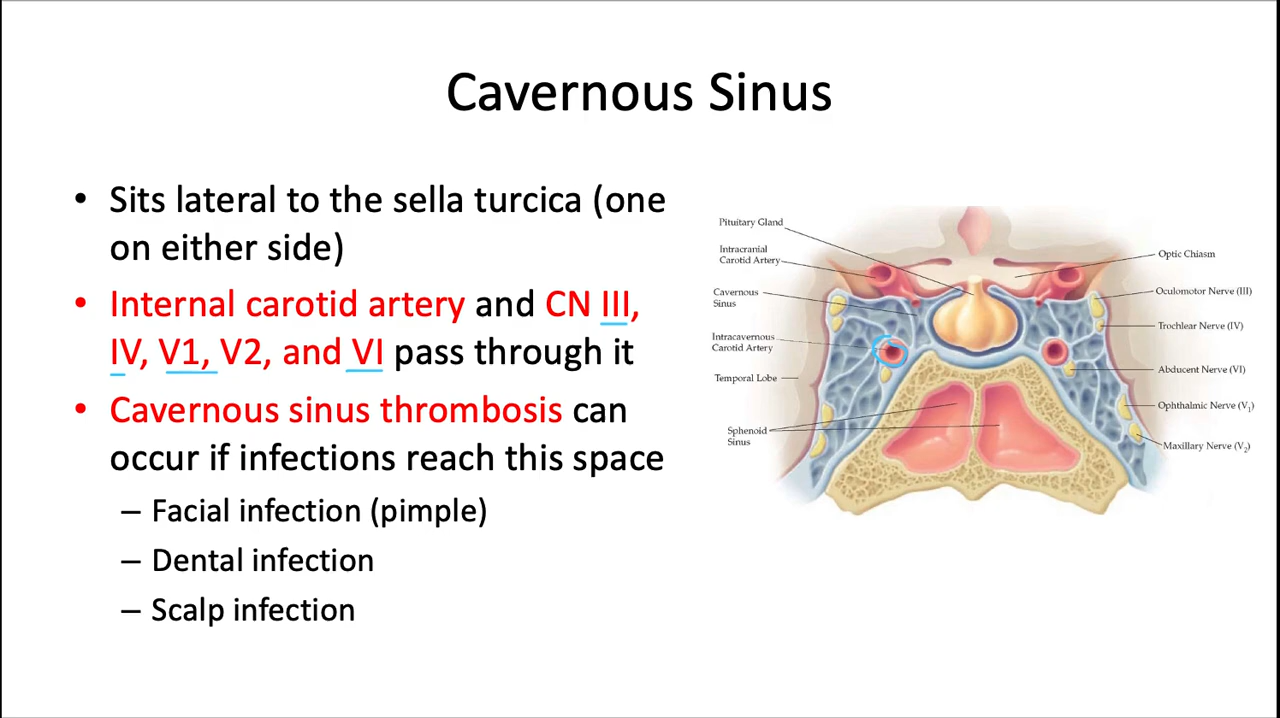 Cavernous Sinus
• Sits lateral to the sella turcica (one
on either side)
• Internal carotid artery and CN III,
IV, V1, V2, and VI pass through it
• Cavernous sinus thrombosis can
occur if infections reach this space
– Facial infection (pimple)
– Dental infection
– Scalp infection
Pituitary Gland
Intracranial
Carotid Artery
Cavernous
Sinus
Intracavernous
Carotid Artery
Temporal Lobe
Sphenoid
Sinus
Optic Chiasm
Oculomotor Nerve (III)
Trochlear Nerve (IV)
Abducent Nerve (VI)
Ophthalmic Nerve (V₁)
Maxillary Nerve (V₂)